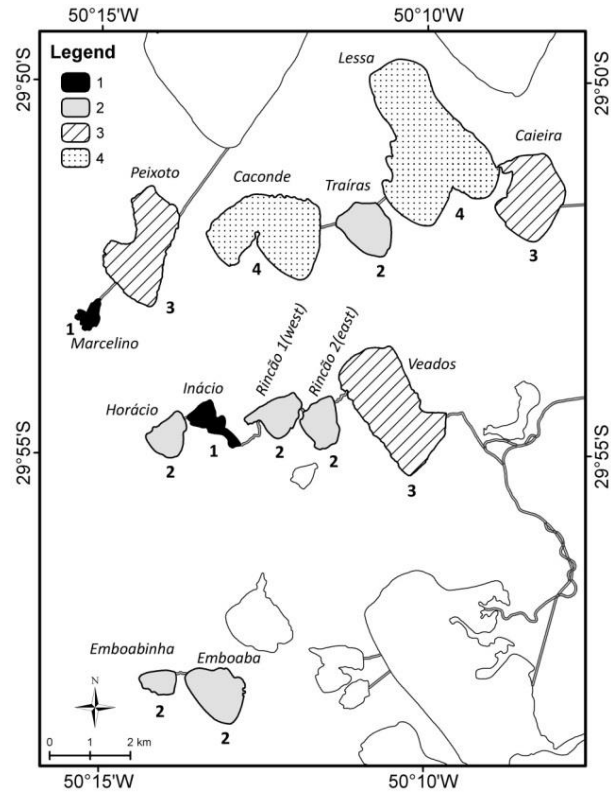 50°15'W 50°10'W
29°50'S 29°50'S
Legend
1
2
3
4
Lessa
Caieira
Peixoto
Caconde
Traíras
4
3
2
4
3
1
Marcelino
Rincão 1(west)
Rincão 2(east)
Veados
Inácio
Horácio
29°55'S 29°55'S
2
1
2
2
3
Emboabinha
Emboaba
N
2
2
0 1 2 km
50°15'W 50°10'W